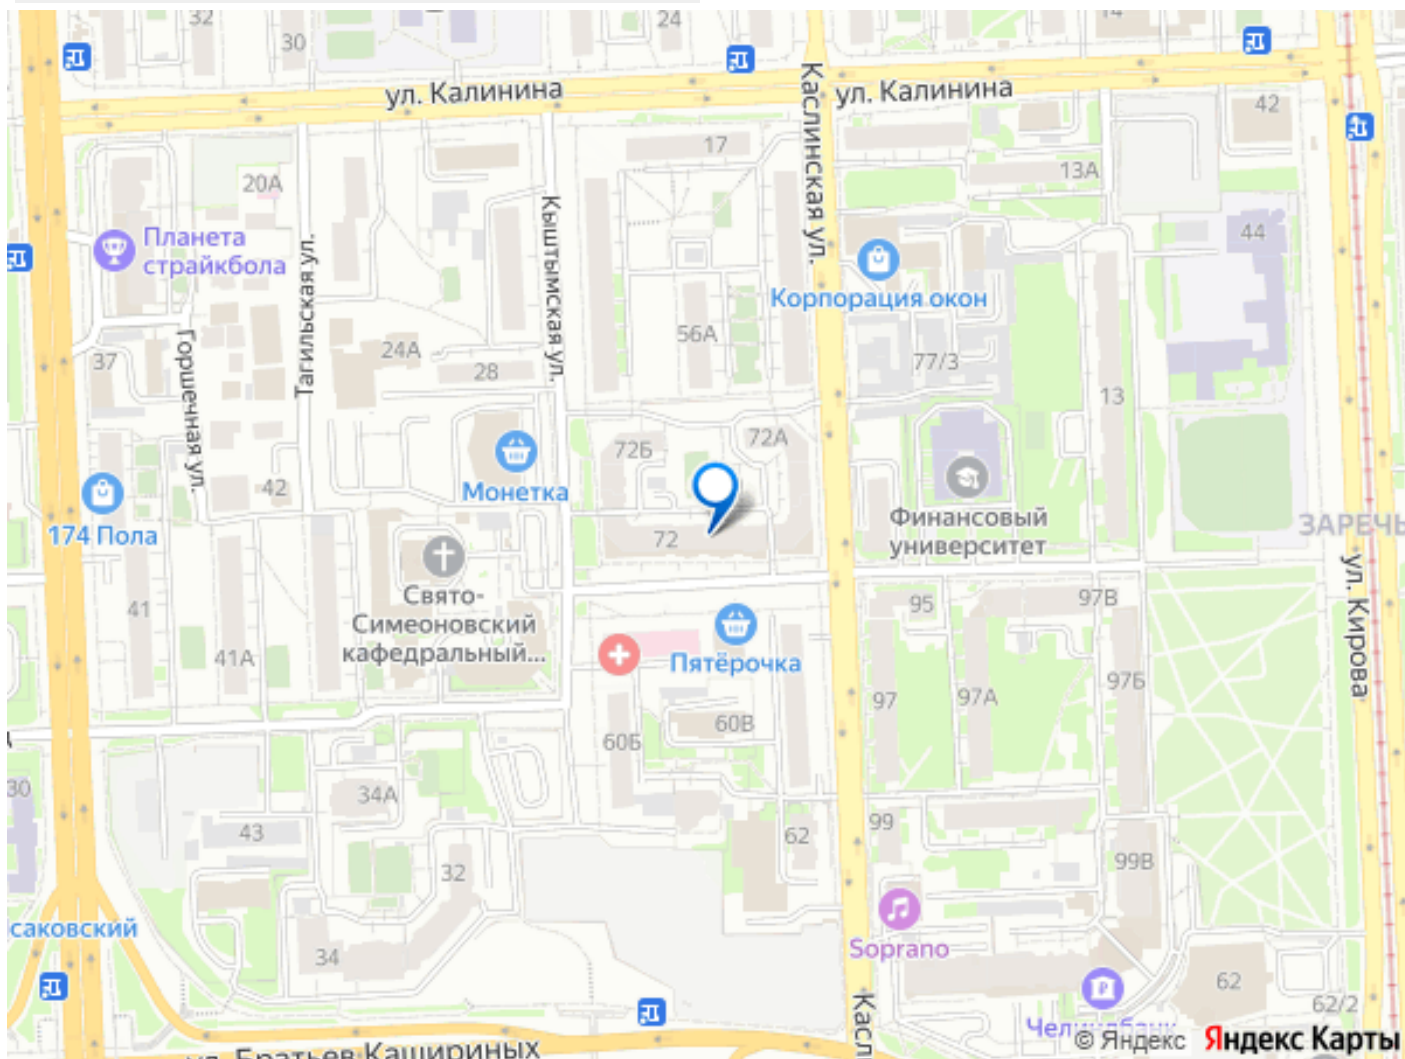 32
30
24
14
ул. Калинина
ул. Калинина
Каслинская ул.
42
17
13А
20А
Кыштымская ул.
Планета
страйкбола
Тагильская ул.
44
Корпорация окон
56А
24А
28
37
77/3
13
Горшечная ул.
72Б
72А
Монетка
42
174 Пола
72
Финансовый
университет
ЗАРЕЧЬ
ул. Кирова
Свято-
Симеоновский
кафедральный...
41
41А
95
97В
Пятёрочка
97
97А
97Б
60Б
60В
30
34А
43
62
99
99В
32
34
саковский
Soprano
62
62/2
Касл
ул. Братьев Кашириных
© Яндекс Яндекс Карты